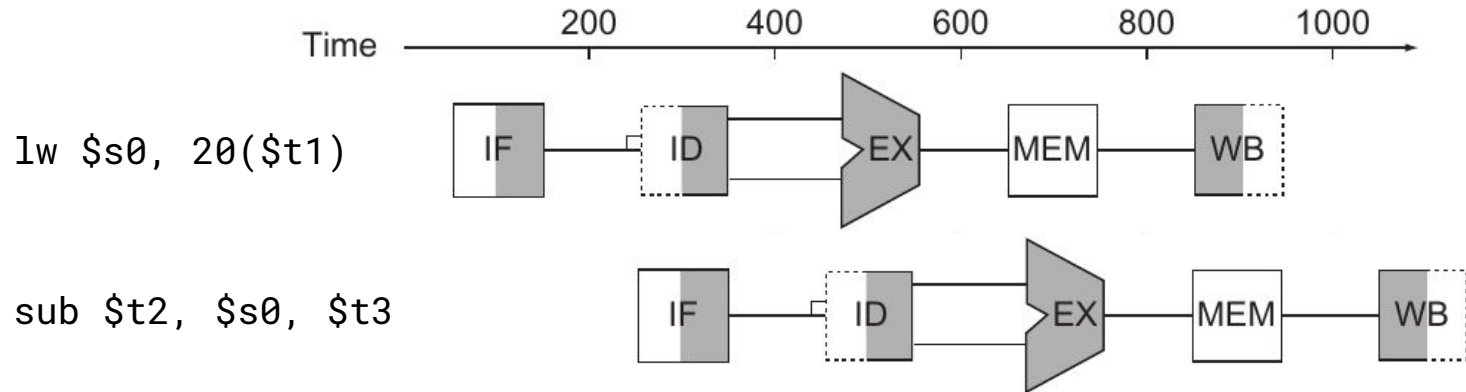 Time 200 400 600 800 1000
lw $s0, 20($t1) IF ID EX MEM WB
sub $t2, $s0, $t3 IF ID EX MEM WB